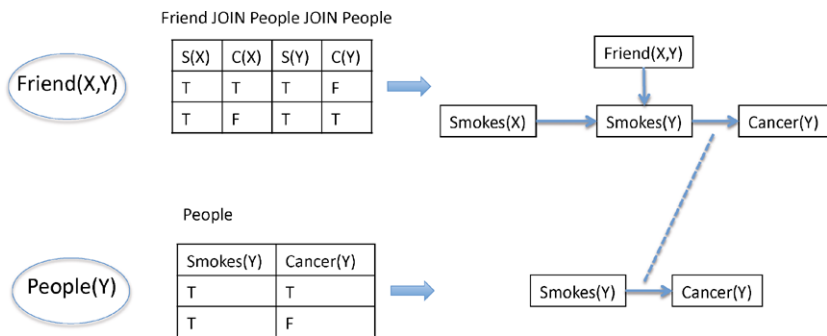 Friend JOIN People JOIN People
S(X) C(X) S(Y) C(Y)
T T T F
T F T T
Friend(X,Y)
Friend(X,Y)
Smokes(X) Smokes(Y) Cancer(Y)
People
Smokes(Y) Cancer(Y)
T T
T F
People(Y)
Smokes(Y) Cancer(Y)